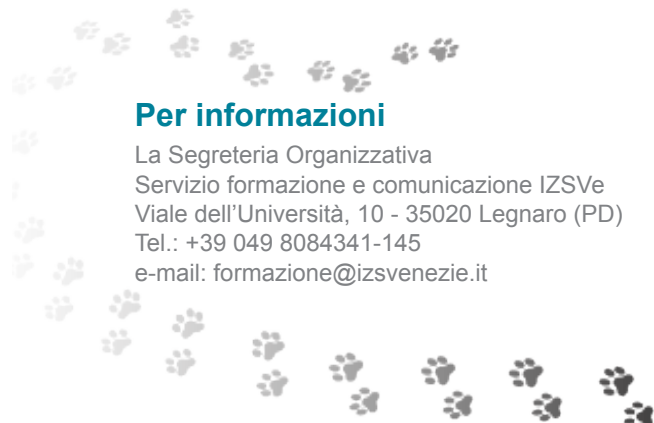 Per informazioni
La Segreteria Organizzativa
Servizio formazione e comunicazione IZSVe
Viale dell’Università, 10 - 35020 Legnaro (PD)
Tel.: +39 049 8084341-145
e-mail: formazione@izsvenezie.it